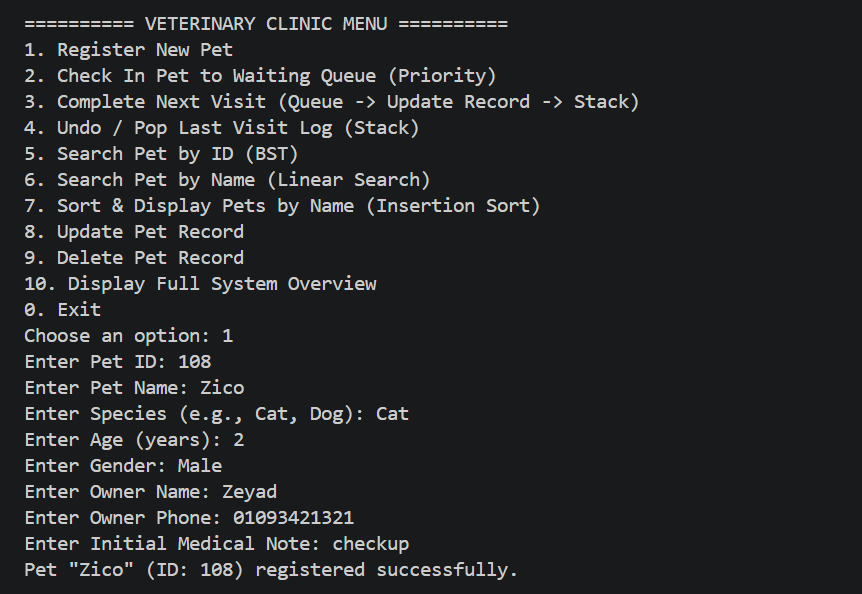 ========== VETERINARY CLINIC MENU ==========
1. Register New Pet
2. Check In Pet to Waiting Queue (Priority)
3. Complete Next Visit (Queue -> Update Record -> Stack)
4. Undo / Pop Last Visit Log (Stack)
5. Search Pet by ID (BST)
6. Search Pet by Name (Linear Search)
7. Sort & Display Pets by Name (Insertion Sort)
8. Update Pet Record
9. Delete Pet Record
10. Display Full System Overview
0. Exit
Choose an option: 1
Enter Pet ID: 108
Enter Pet Name: Zico
Enter Species (e.g., Cat, Dog): Cat
Enter Age (years): 2
Enter Gender: Male
Enter Owner Name: Zeyad
Enter Owner Phone: 01093421321
Enter Initial Medical Note: checkup
Pet "Zico" (ID: 108) registered successfully.